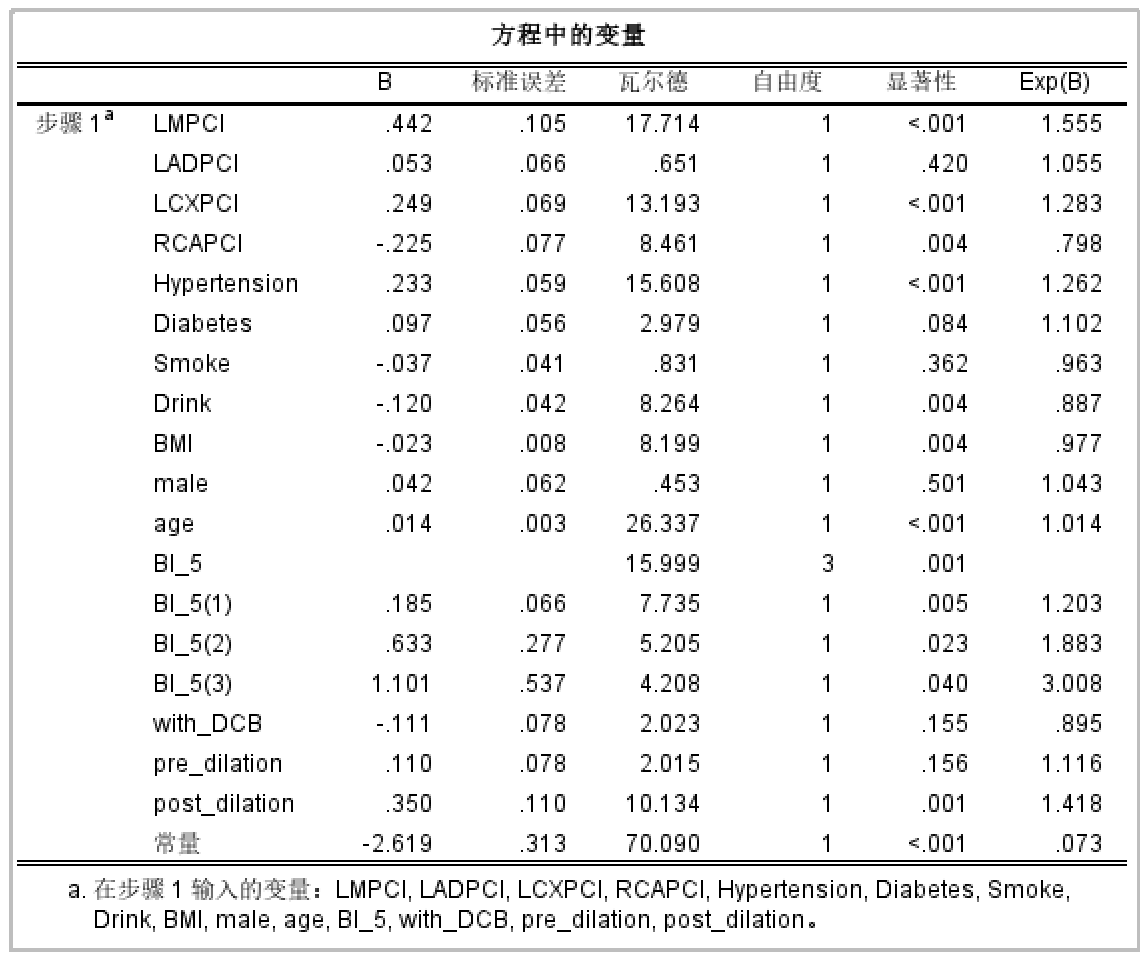 方程中的变量
B 标准误差 瓦尔德 自由度 显著性 Exp(B)
步骤 1a LMPCI .442 .105 17.714 1 <.001 1.555
LADPCI .053 .066 .651 1 .420 1.055
LCXPCI .249 .069 13.193 1 <.001 1.283
RCAPCI -.225 .077 8.461 1 .004 .798
Hypertension .233 .059 15.608 1 <.001 1.262
Diabetes .097 .056 2.979 1 .084 1.102
Smoke -.037 .041 .831 1 .362 .963
Drink -.120 .042 8.264 1 .004 .887
BMI -.023 .008 8.199 1 .004 .977
male .042 .062 .453 1 .501 1.043
age .014 .003 26.337 1 <.001 1.014
BI_5 15.999 3 .001
BI_5(1) .185 .066 7.735 1 .005 1.203
BI_5(2) .633 .277 5.205 1 .023 1.883
BI_5(3) 1.101 .537 4.208 1 .040 3.008
with_DCB -.111 .078 2.023 1 .155 .895
pre_dilation .110 .078 2.015 1 .156 1.116
post_dilation .350 .110 10.134 1 .001 1.418
常量 -2.619 .313 70.090 1 <.001 .073
a. 在步骤 1 输入的变量：LMPCI, LADPCI, LCXPCI, RCAPCI, Hypertension, Diabetes, Smoke,
Drink, BMI, male, age, BI_5, with_DCB, pre_dilation, post_dilation。